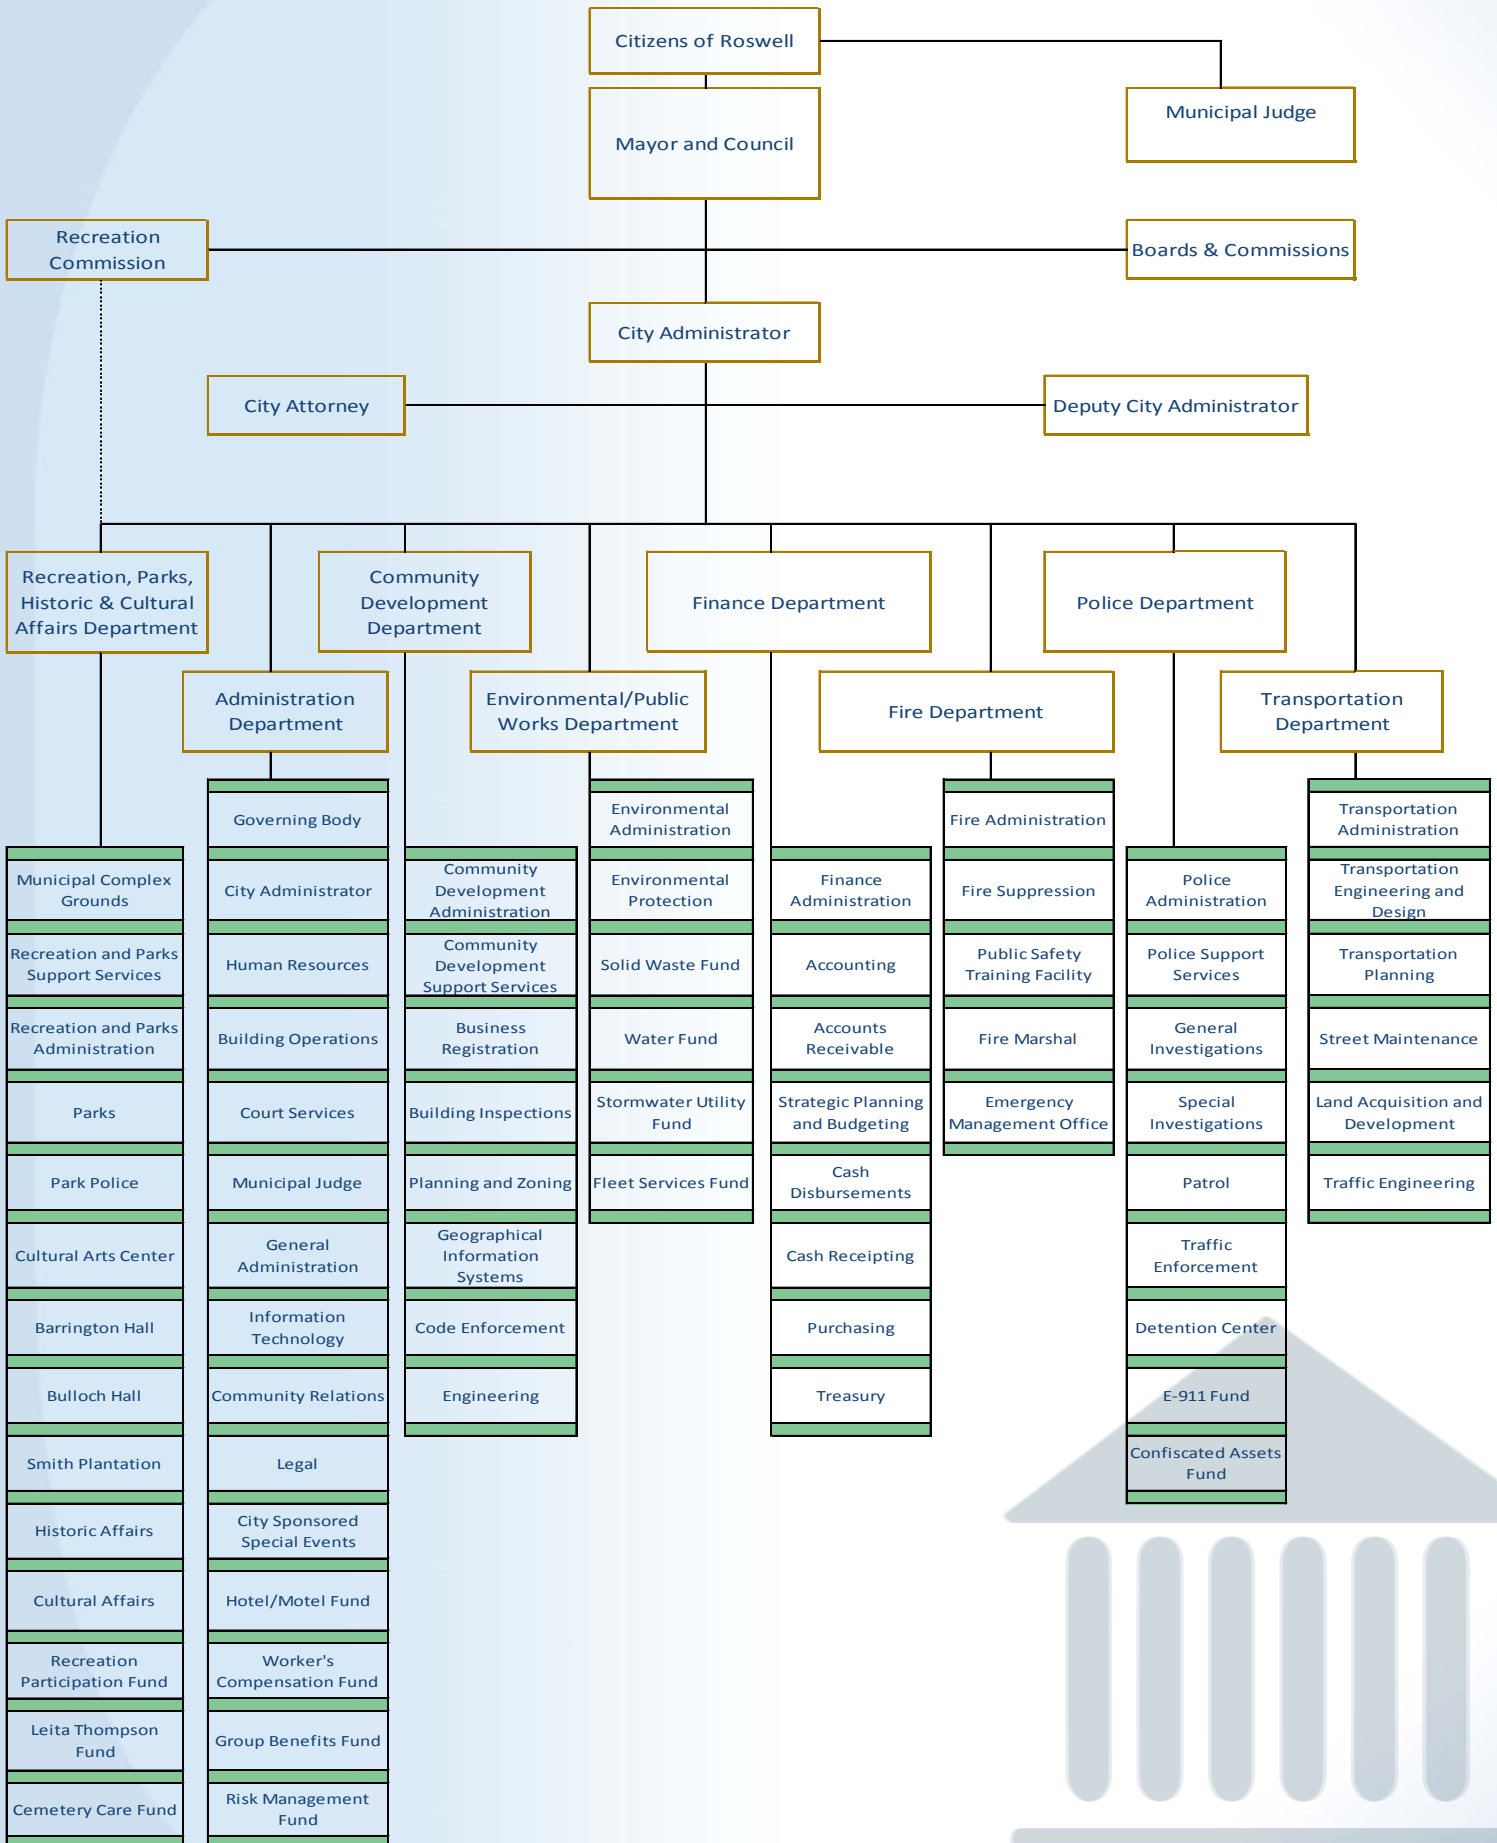 Citizens of Roswell
Municipal Judge
Mayor and Council
Recreation
Commission
Boards & Commissions
City Administrator
City Attorney
Deputy City Administrator
Recreation, Parks,
Historic & Cultural
Affairs Department
Community
Development
Department
Finance Department
Police Department
Administration
Department
Environmental/Public
Works Department
Fire Department
Transportation
Department
Municipal Complex
Grounds
Recreation and Parks
Support Services
Recreation and Parks
Administration
Parks
Park Police
Cultural Arts Center
Barrington Hall
Bulloch Hall
Smith Plantation
Historic Affairs
Cultural Affairs
Recreation
Participation Fund
Leita Thompson
Fund
Cemetery Care Fund
Governing Body
City Administrator
Human Resources
Building Operations
Court Services
Municipal Judge
General
Administration
Information
Technology
Community Relations
Legal
City Sponsored
Special Events
Hotel/Motel Fund
Worker's
Compensation Fund
Group Benefits Fund
Risk Management
Fund
Community
Development
Administration
Community
Development
Support Services
Business
Registration
Building Inspections
Planning and Zoning
Geographical
Information
Systems
Code Enforcement
Engineering
Environmental
Administration
Environmental
Protection
Solid Waste Fund
Water Fund
Stormwater Utility
Fund
Fleet Services Fund
Finance
Administration
Accounting
Accounts
Receivable
Strategic Planning
and Budgeting
Cash
Disbursements
Cash Receipting
Purchasing
Treasury
Fire Administration
Fire Suppression
Public Safety
Training Facility
Fire Marshal
Emergency
Management Office
Police
Administration
Police Support
Services
General
Investigations
Special
Investigations
Patrol
Traffic
Enforcement
Detention Center
E-911 Fund
Confiscated Assets
Fund
Transportation
Administration
Transportation
Engineering and
Design
Transportation
Planning
Street Maintenance
Land Acquisition and
Development
Traffic Engineering